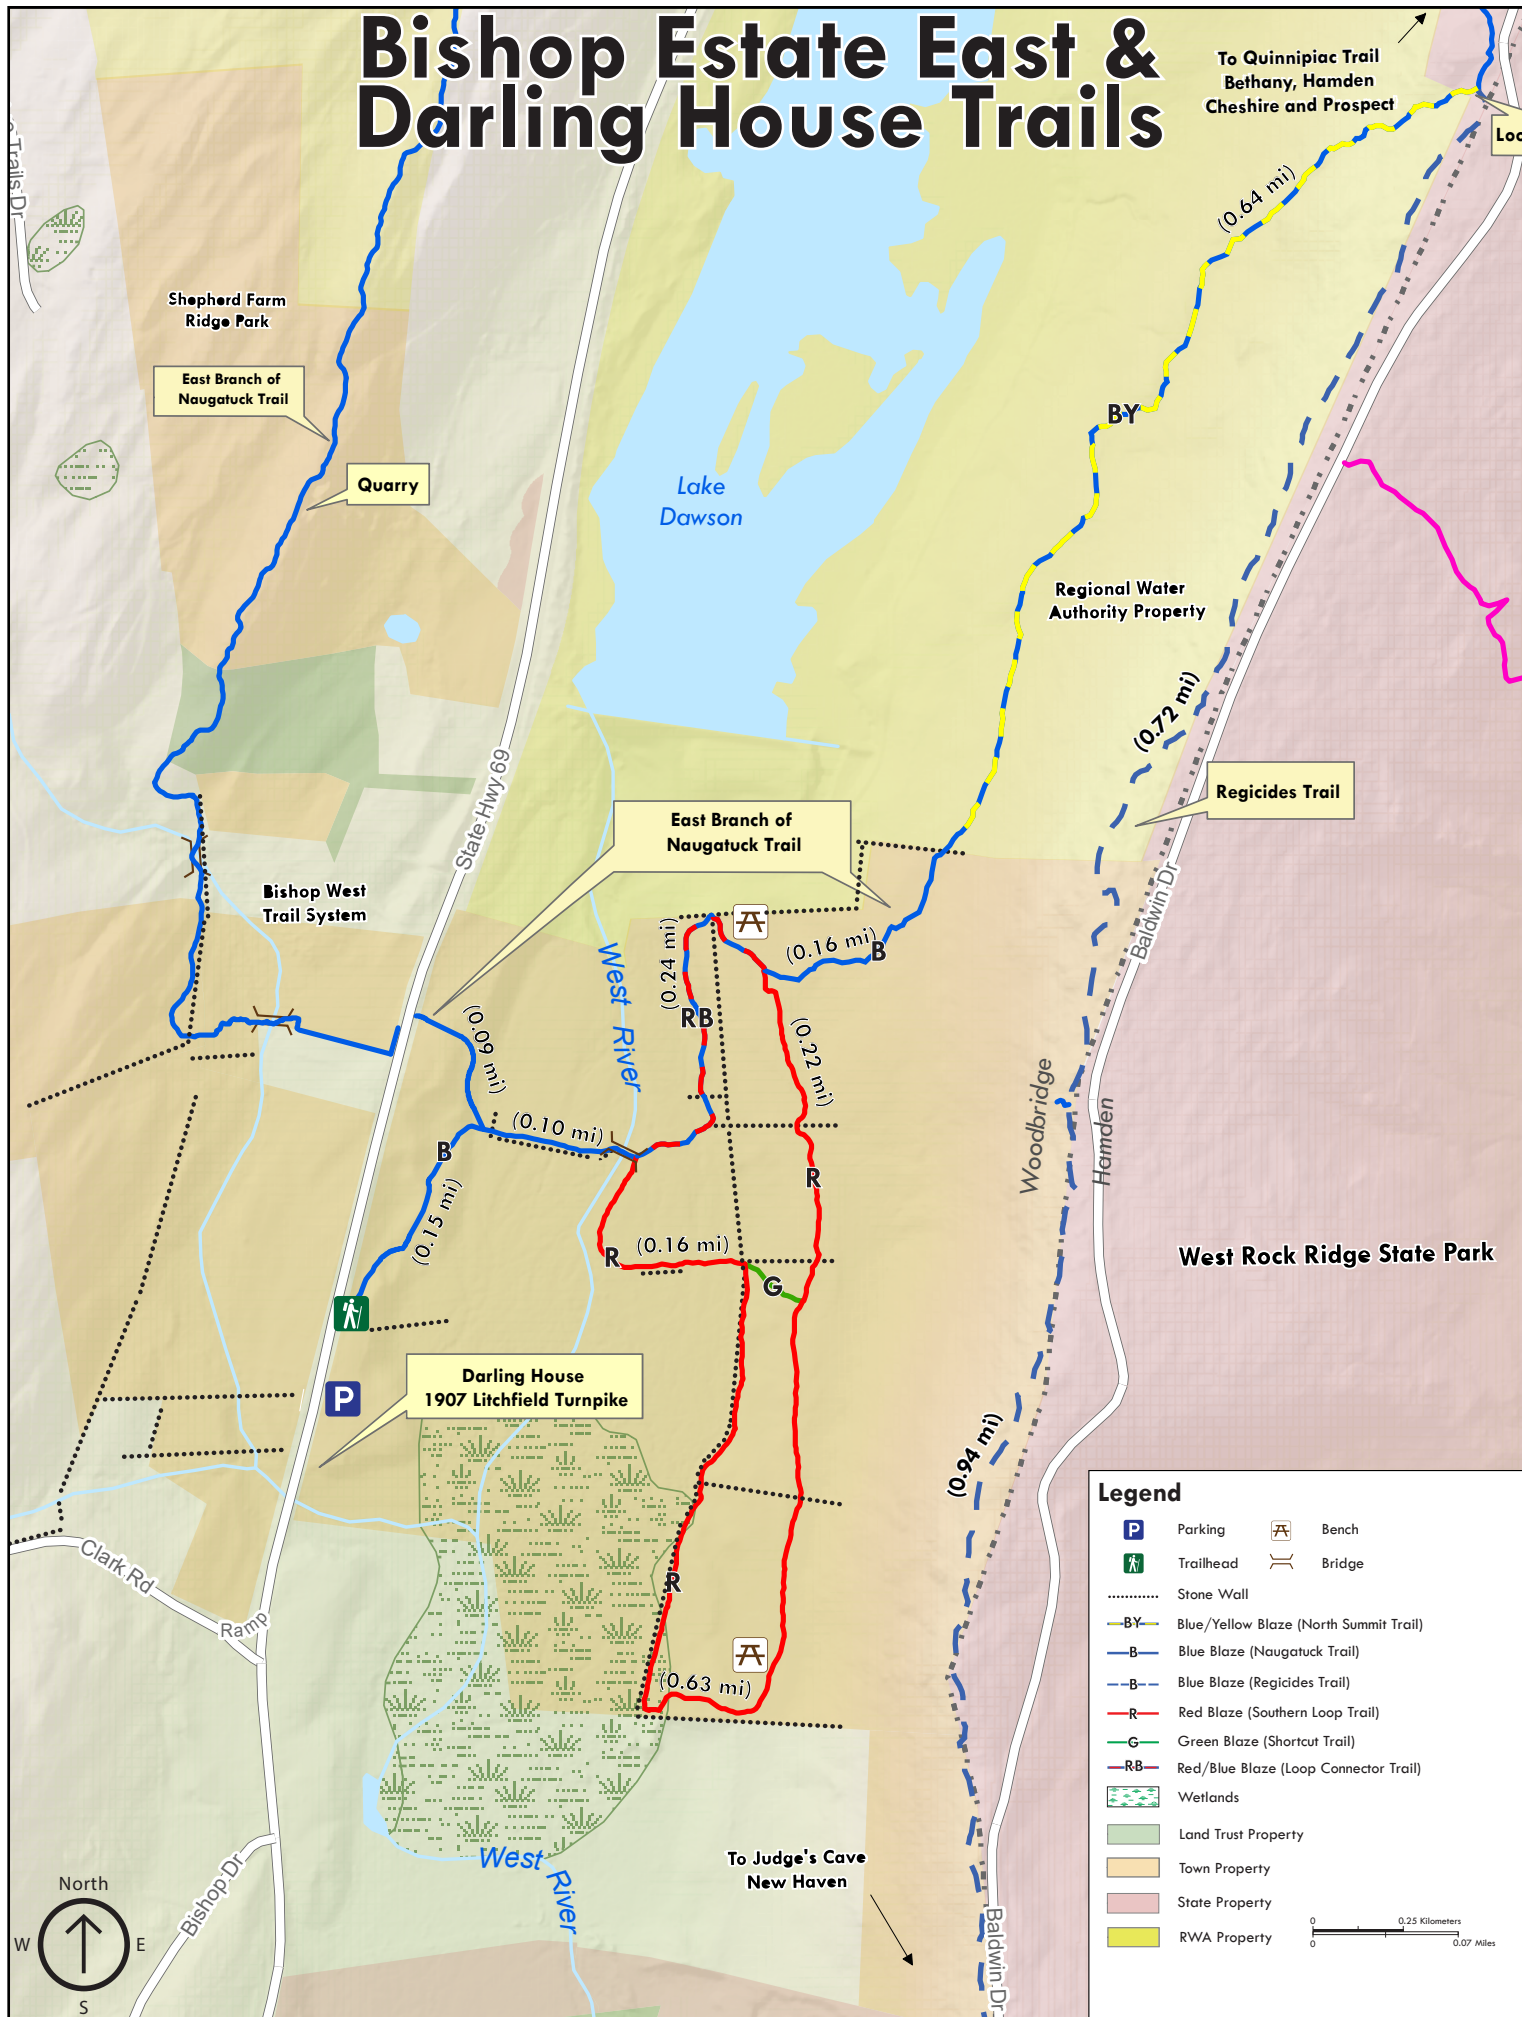 Bishop Estate East &
Darling House Trails
To Quinnipiac Trail
Bethany, Hamden
Cheshire and Prospect
Trails Dr
(0.64 mi)
Shepherd Farm
Ridge Park
East Branch of
Naugatuck Trail
Quarry
BY
Lake
Dawson
Regional Water
Authority Property
(0.72 mi)
State Hwy 69
Regicides Trail
East Branch of
Naugatuck Trail
Bishop West
Trail System
Baldwin Dr
(0.24 mi)
(0.16 mi)
B
West River
RB
(0.09 mi)
(0.22 mi)
(0.10 mi)
B
Woodbridge
Hamden
R
(0.15 mi)
R
(0.16 mi)
G
West Rock Ridge State Park
Darling House
1907 Litchfield Turnpike
P
(0.94 mi)
Clark Rd
Ramp
R
(0.63 mi)
West River
Bishop Dr
To Judge's Cave
New Haven
Baldwin Dr
North
W
E
S
Legend
P Parking
Bench
Trailhead
Bridge
Stone Wall
BY Blue/Yellow Blaze (North Summit Trail)
B Blue Blaze (Naugatuck Trail)
B Blue Blaze (Regicides Trail)
R Red Blaze (Southern Loop Trail)
G Green Blaze (Shortcut Trail)
RB Red/Blue Blaze (Loop Connector Trail)
Wetlands
Land Trust Property
Town Property
State Property
RWA Property
0 0.25 Kilometers
0 0.07 Miles